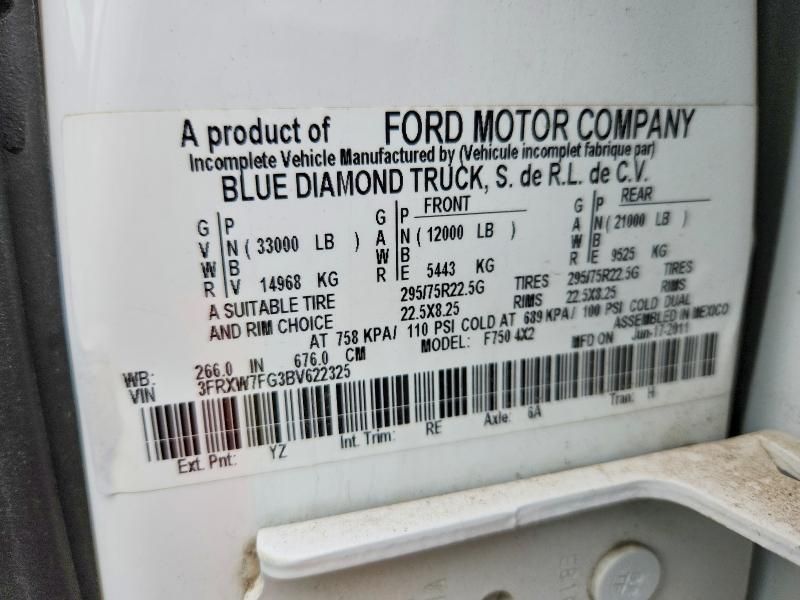 A product of FORD MOTOR COMPANY
Incomplete Vehicle Manufactured by (Vehicule incomplet fabrique par)
BLUE DIAMOND TRUCK, S. de R.L. de C.V.
FRONT REAR
G P G P G P
V N ( 33000 LB ) A N ( 12000 LB ) A N ( 21000 LB )
W B W B W B
R V 14968 KG R E 5443 KG R E 9525 KG
A SUITABLE TIRE 295/75R22.5G TIRES 295/75R22.5G TIRES
AND RIM CHOICE 22.5X8.25 RIMS 22.5X8.25 RIMS
AT 758 KPA/ 110 PSI COLD AT 689 KPA/ 100 PSI COLD DUAL
WB: 266.0 IN 676.0 CM MODEL: F750 4X2 ASSEMBLED IN MEXICO
VIN 3FRXW7FG3BV622325 MFD ON Jun-17-2011
Ext. Pnt: YZ Int. Trim: RE Axle: 6A Tran: H